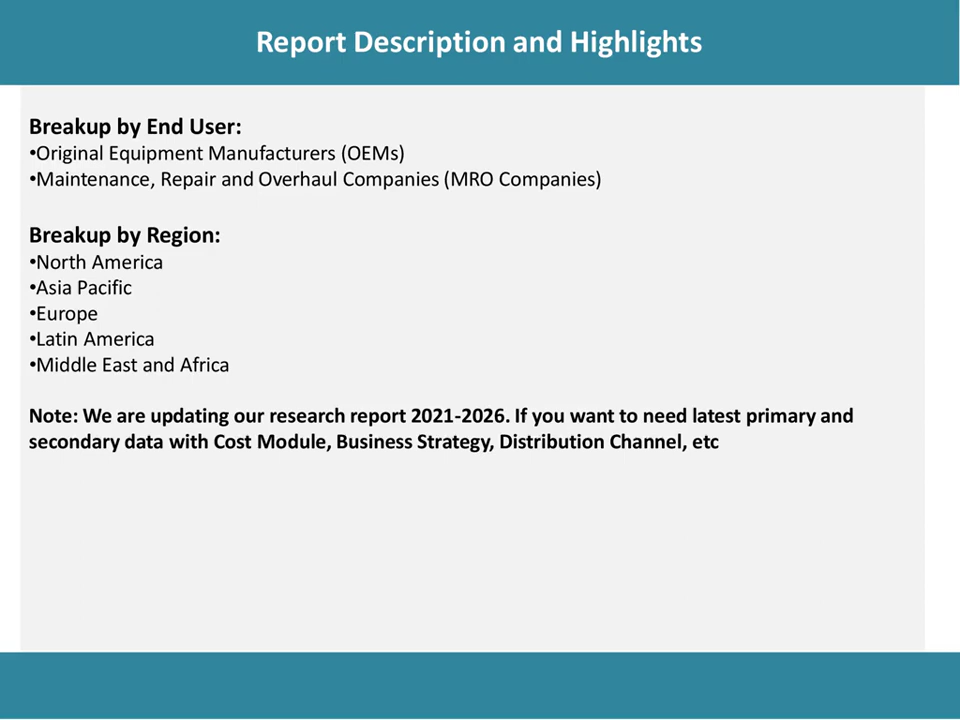 Report Description and Highlights
Breakup by End User:
•Original Equipment Manufacturers (OEMs)
•Maintenance, Repair and Overhaul Companies (MRO Companies)
Breakup by Region:
•North America
•Asia Pacific
•Europe
•Latin America
•Middle East and Africa
Note: We are updating our research report 2021-2026. If you want to need latest primary and
secondary data with Cost Module, Business Strategy, Distribution Channel, etc